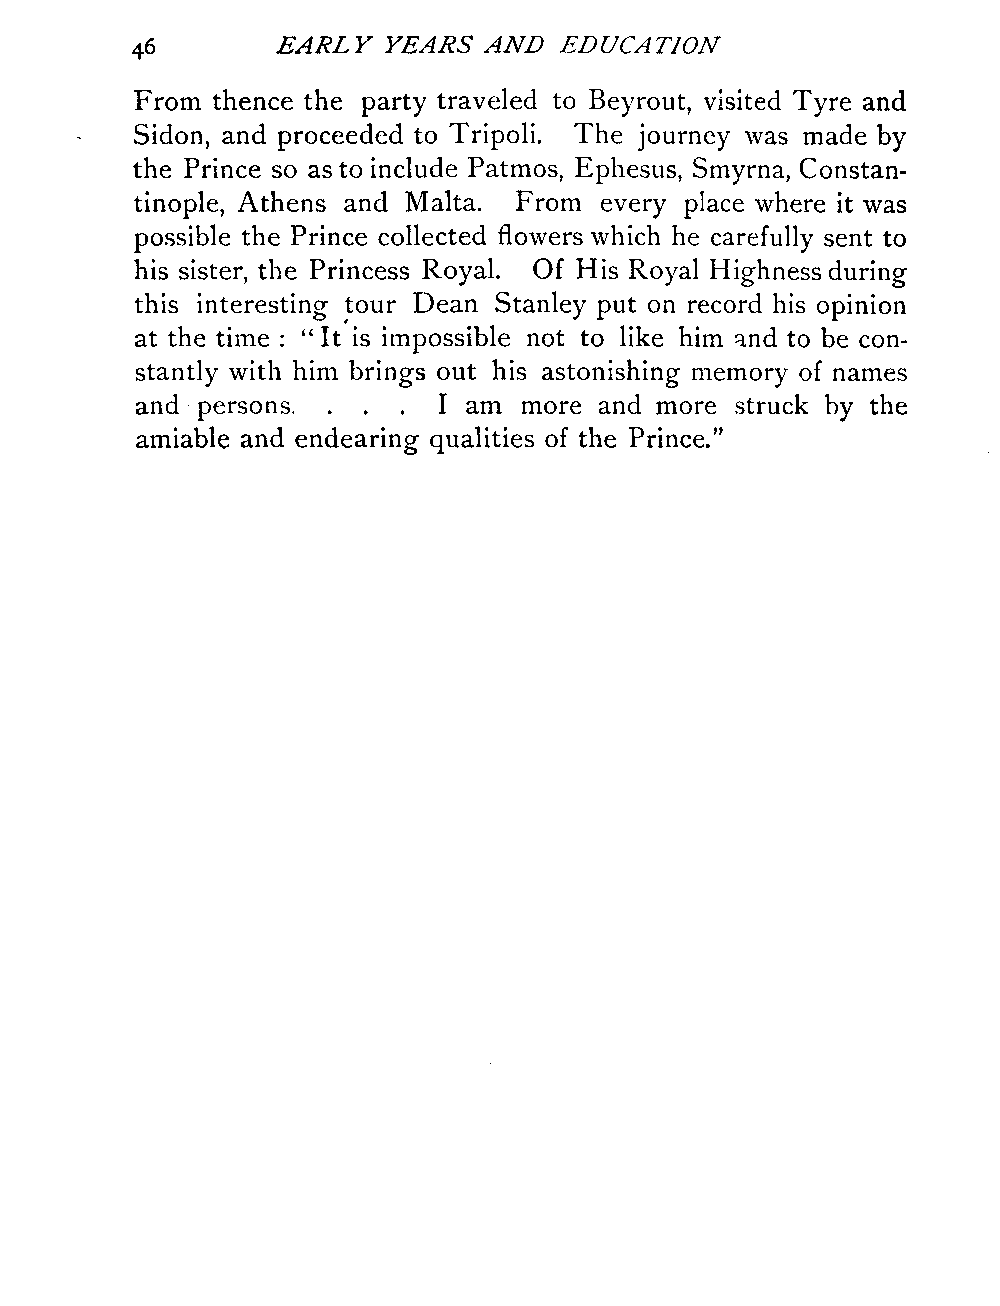 46 EARLY YEARS AND EDUCATION
From thence the party traveled to Beyrout, visited Tyre and
Sidon, and proceeded to Tripoli. The journey was made by
the Prince so as to include Patmos, Ephesus, Smyrna, Constan-
tinople, Athens and Malta. From every place where it was
possible the Prince collected flowers which he carefully sent to
his sister, the Princess Royal. Of His Royal Highness during
this interesting tour Dean Stanley put on record his opinion
at the time : “It is impossible not to like him and to be con-
stantly with him brings out his astonishing memory of names
and persons. . . . I am more and more struck by the
amiable and endearing qualities of the Prince.”